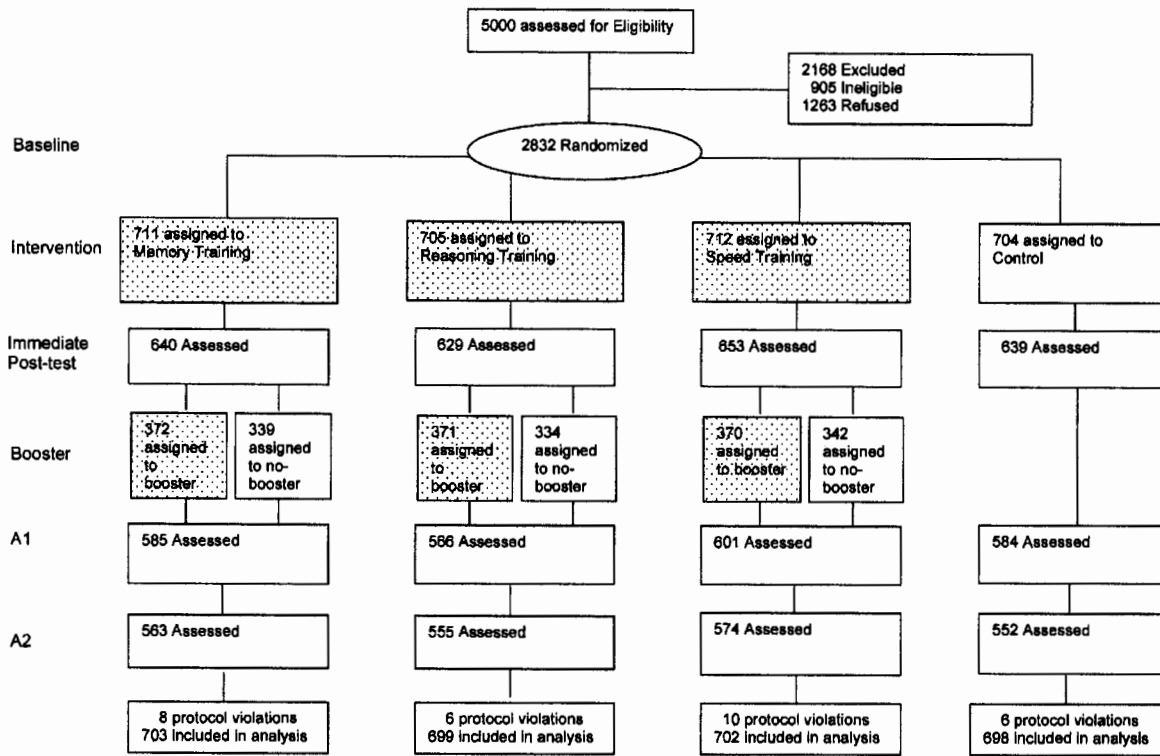 5000 assessed for Eligibility
2168 Excluded
905 Ineligible
1263 Refused
Baseline
2832 Randomized
Intervention
711 assigned to
Memory Training
705 assigned to
Reasoning Training
712 assigned to
Speed Training
704 assigned to
Control
Immediate
Post-test
640 Assessed
629 Assessed
653 Assessed
639 Assessed
Booster
372
assigned
to
booster
339
assigned
to no-
booster
371
assigned
to
booster
334
assigned
to no-
booster
370
assigned
to booster
342
assigned
to no-
booster
A1
585 Assessed
566 Assessed
601 Assessed
584 Assessed
A2
563 Assessed
555 Assessed
574 Assessed
552 Assessed
8 protocol violations
703 included in analysis
6 protocol violations
699 included in analysis
10 protocol violations
702 included in analysis
6 protocol violations
698 included in analysis